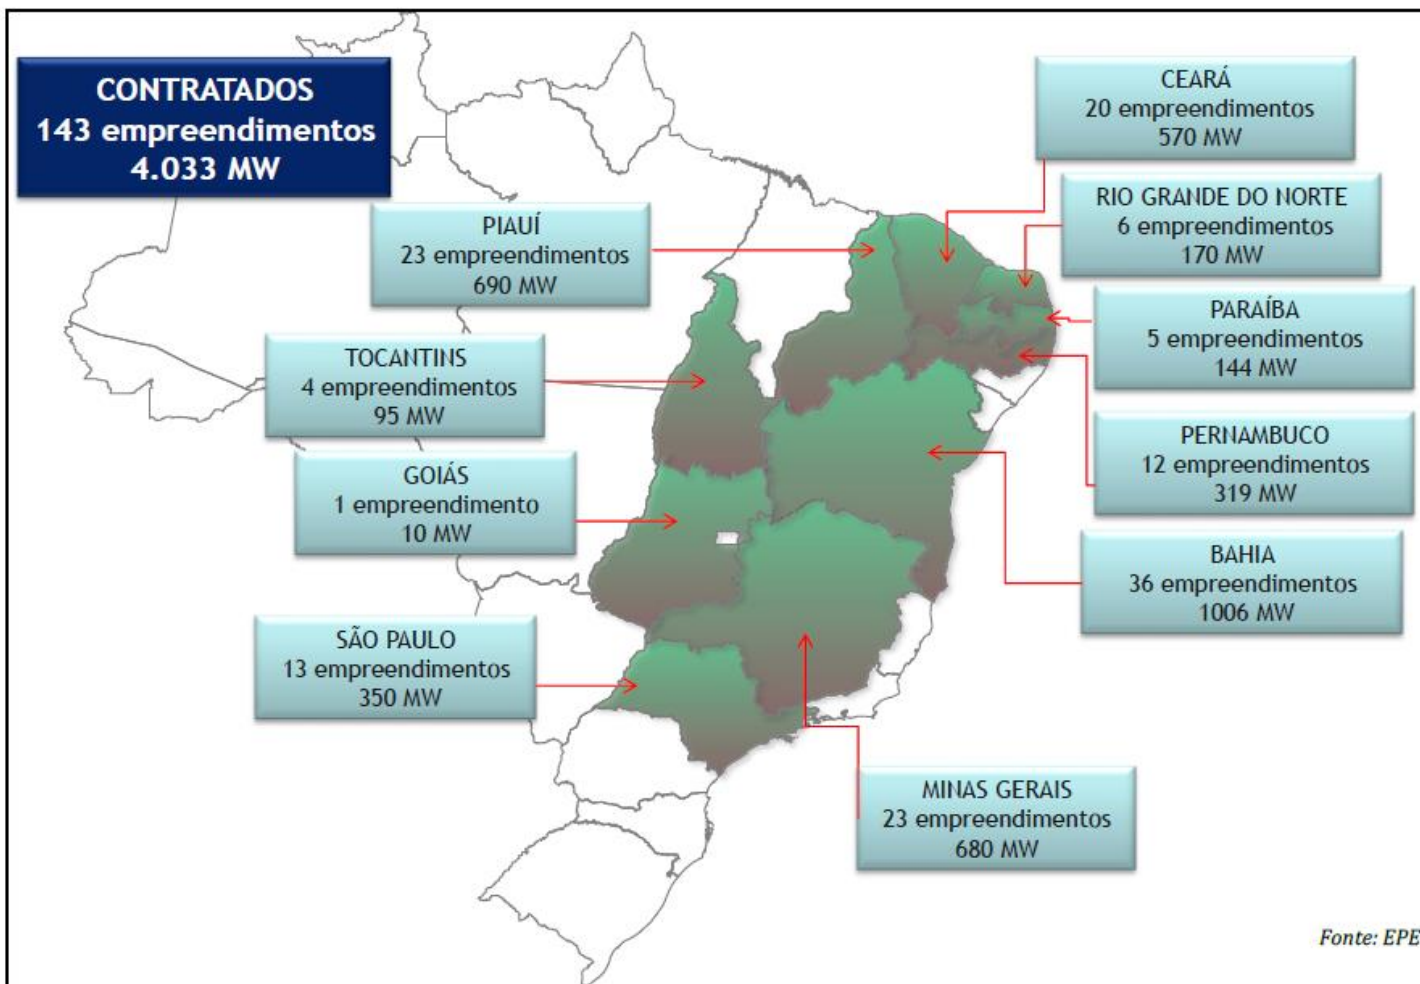 CONTRATADOS
143 empreendimentos
4.033 MW
CEARÁ
20 empreendimentos
570 MW
RIO GRANDE DO NORTE
6 empreendimentos
170 MW
PIAUÍ
23 empreendimentos
690 MW
PARAÍBA
5 empreendimentos
144 MW
TOCANTINS
4 empreendimentos
95 MW
PERNAMBUCO
12 empreendimentos
319 MW
GOIÁS
1 empreendimento
10 MW
BAHIA
36 empreendimentos
1006 MW
SÃO PAULO
13 empreendimentos
350 MW
MINAS GERAIS
23 empreendimentos
680 MW
Fonte: EPE